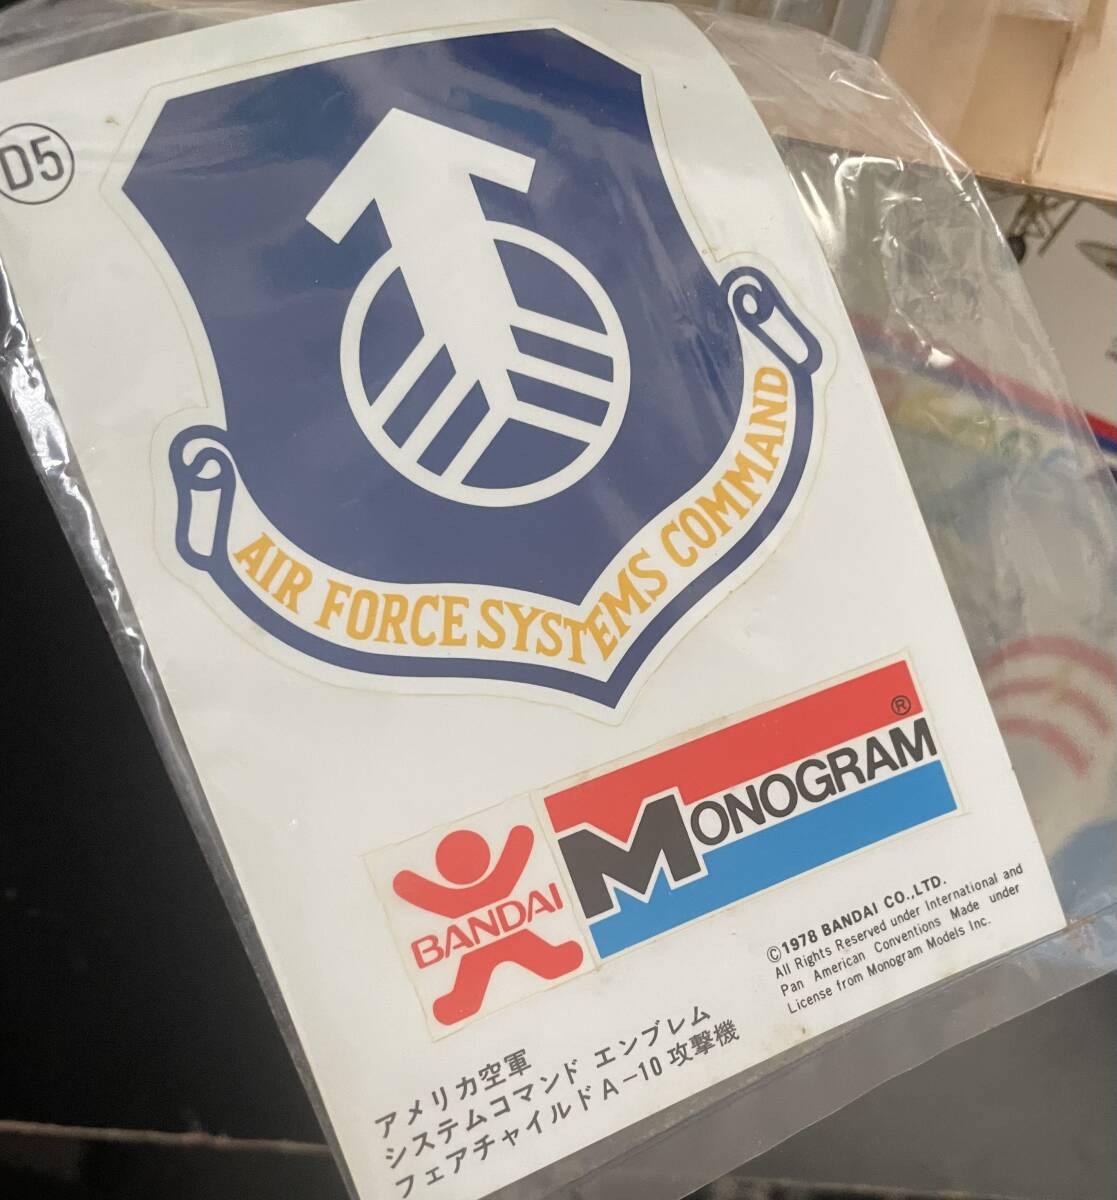 D5
AIR FORCE SYSTEMS COMMAND
MONOGRAM ®
BANDAI
©1978 BANDAI CO.,LTD.
All Rights Reserved under International and
Pan American Conventions Made under
License from Monogram Models Inc.
アメリカ空軍
システムコマンド エンブレム
フェアチャイルドA-10攻撃機